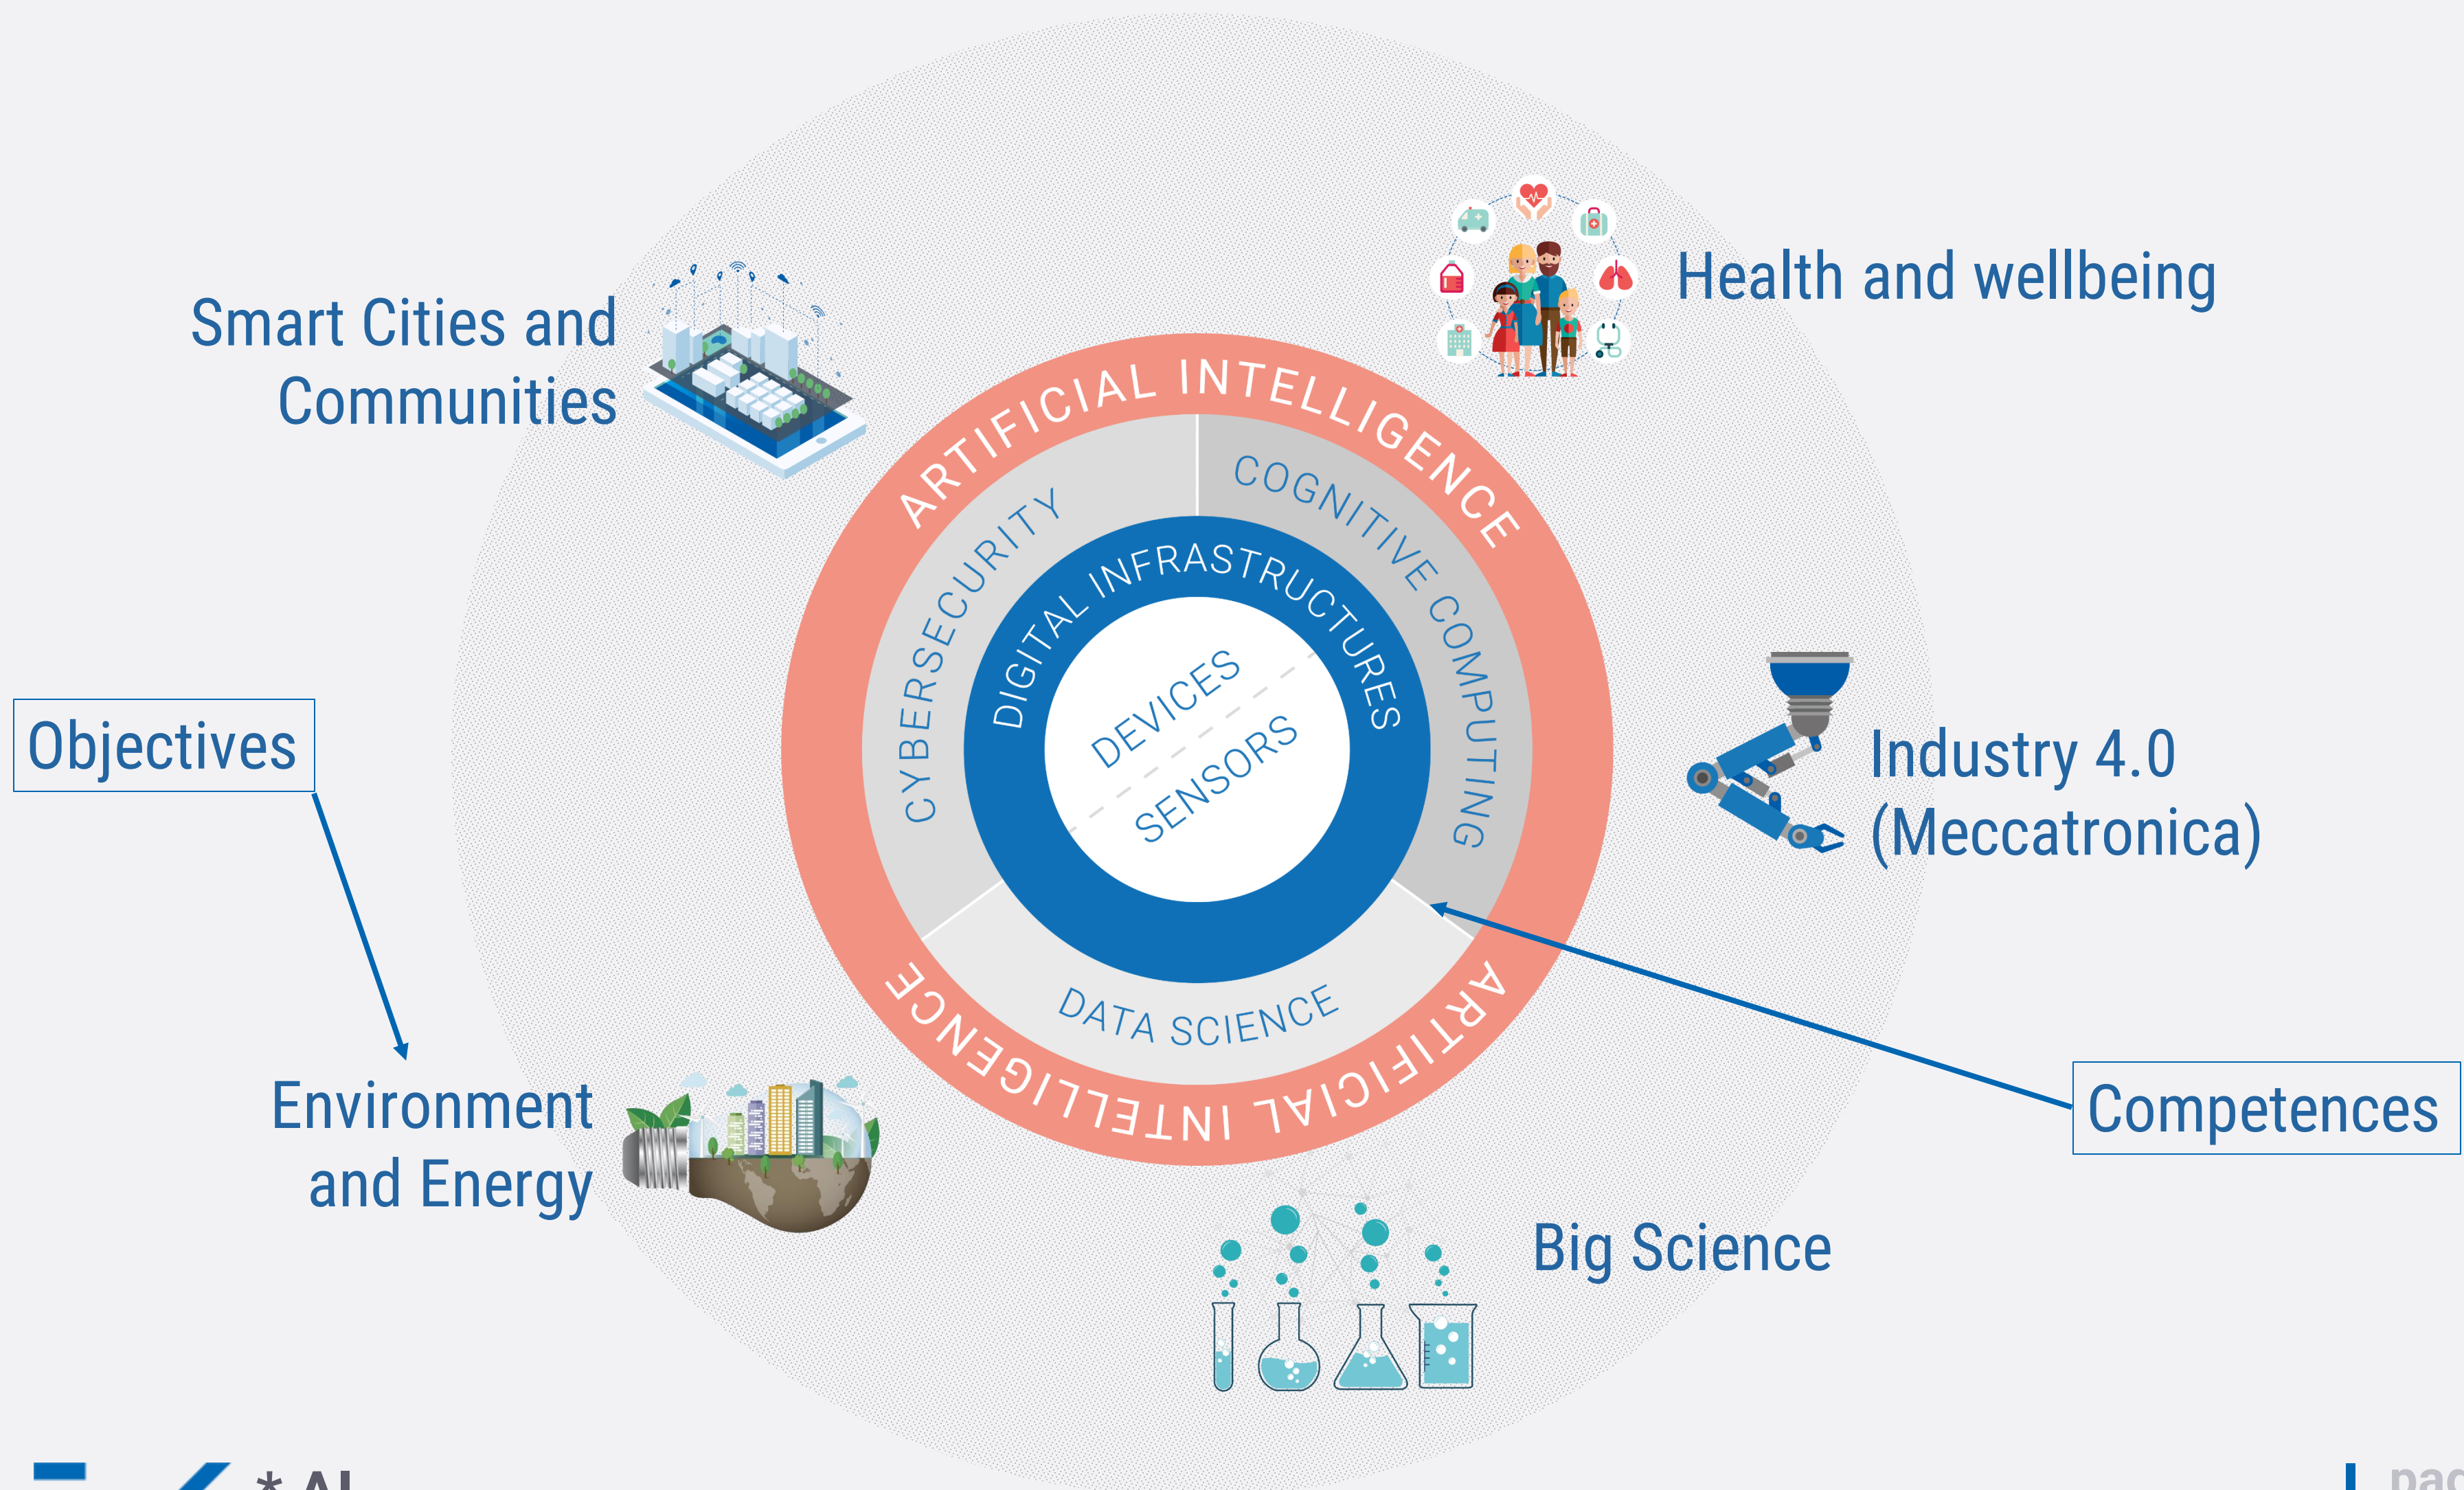 Health and wellbeing
Smart Cities and
Communities
ARTIFICIAL INTELLIGENCE
COGNITIVE COMPUTING
CYBERSECURITY
DIGITAL INFRASTRUCTURES
DEVICES
SENSORS
Objectives
Industry 4.0
(Meccatronica)
DATA SCIENCE
ARTIFICIAL INTELLIGENCE
Environment
and Energy
Competences
Big Science